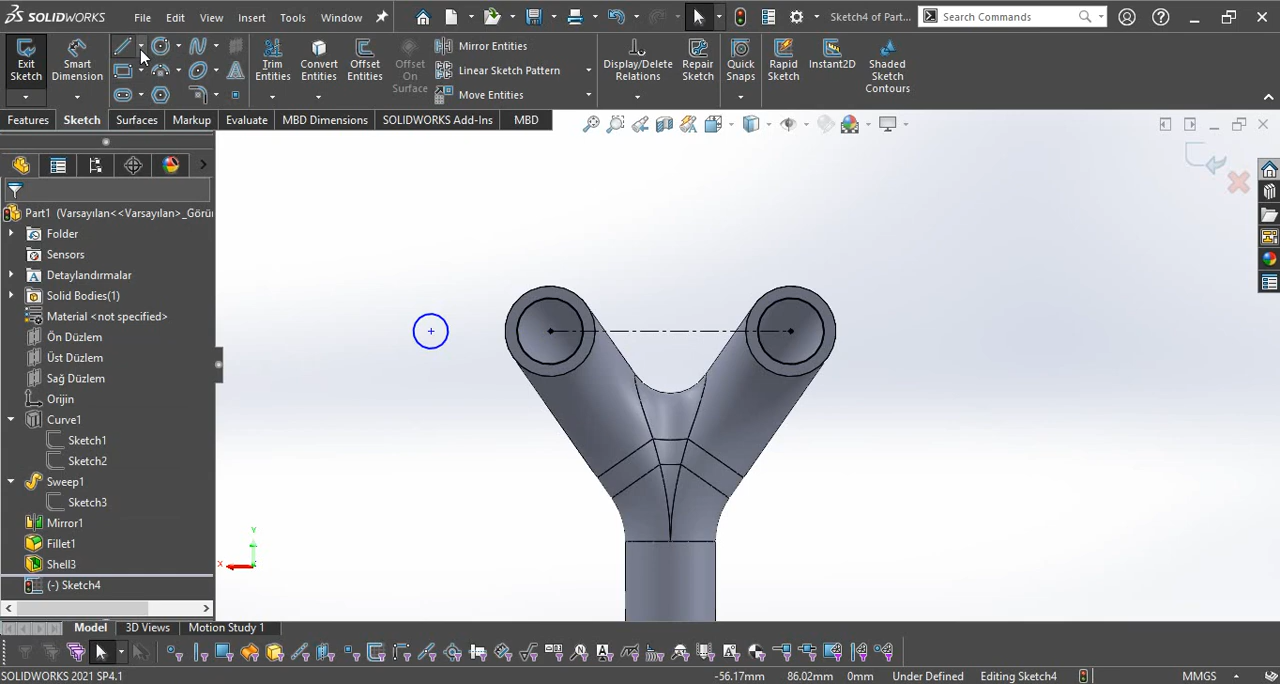 SOLIDWORKS File Edit View Insert Tools Window Sketch4 of Part... Search Commands
Exit Sketch
Smart Dimension
Trim Entities
Convert Entities
Offset Entities
Offset On Surface
Mirror Entities
Linear Sketch Pattern
Move Entities
Display/Delete Relations
Repair Sketch
Quick Snaps
Rapid Sketch
Instant2D
Shaded Sketch Contours
Features Sketch Surfaces Markup Evaluate MBD Dimensions SOLIDWORKS Add-Ins MBD
Part1 (Varsayılan<<Varsayılan>_Görü
Folder
Sensors
Detaylandırmalar
Solid Bodies(1)
Material <not specified>
Ön Düzlem
Üst Düzlem
Sağ Düzlem
Orijin
Curve1
Sketch1
Sketch2
Sweep1
Sketch3
Mirror1
Fillet1
Shell3
(-) Sketch4
Y
X
Model 3D Views Motion Study 1
SOLIDWORKS 2021 SP4.1 -56.17mm 86.02mm 0mm Under Defined Editing Sketch4 MMGS